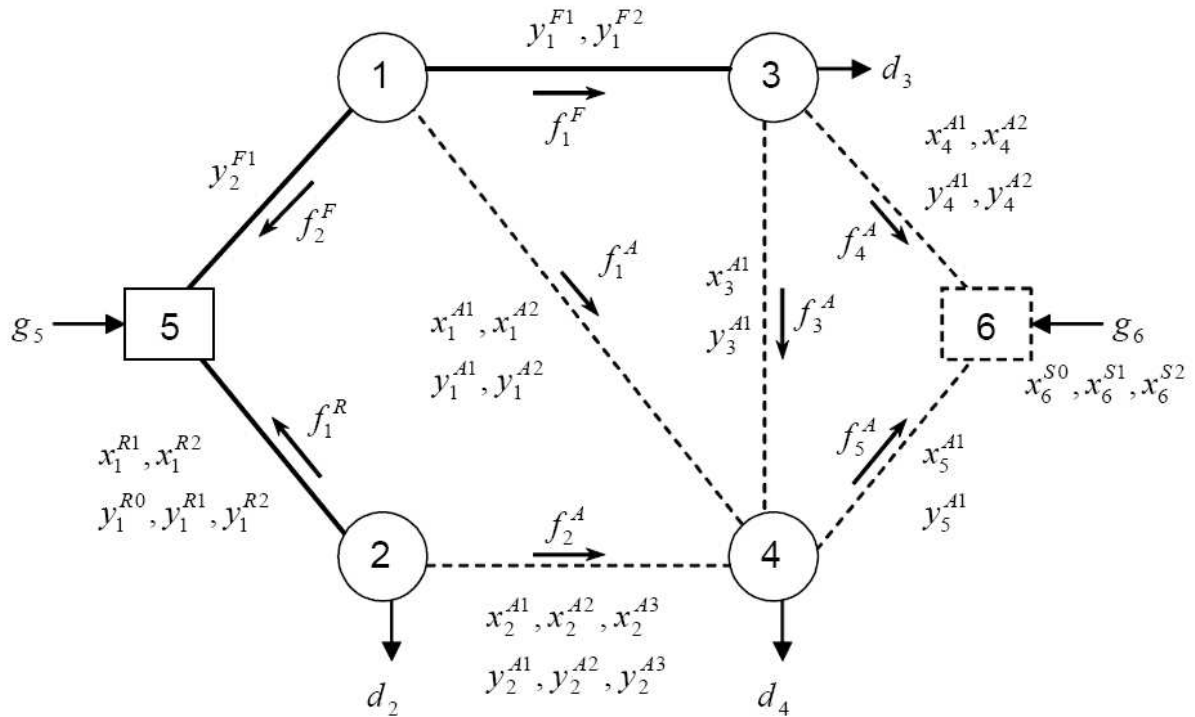 y_1^{F1}, y_1^{F2}
1
3
d_3
f_1^F
x_4^{A1}, x_4^{A2}
y_4^{A1}, y_4^{A2}
y_2^{F1}
f_2^F
f_4^A
f_1^A
x_3^{A1}
y_3^{A1}
f_3^A
g_5
5
x_1^{A1}, x_1^{A2}
y_1^{A1}, y_1^{A2}
6
g_6
x_6^{S0}, x_6^{S1}, x_6^{S2}
f_1^R
x_1^{R1}, x_1^{R2}
y_1^{R0}, y_1^{R1}, y_1^{R2}
f_5^A
x_5^{A1}
y_5^{A1}
2
f_2^A
4
x_2^{A1}, x_2^{A2}, x_2^{A3}
y_2^{A1}, y_2^{A2}, y_2^{A3}
d_2
d_4